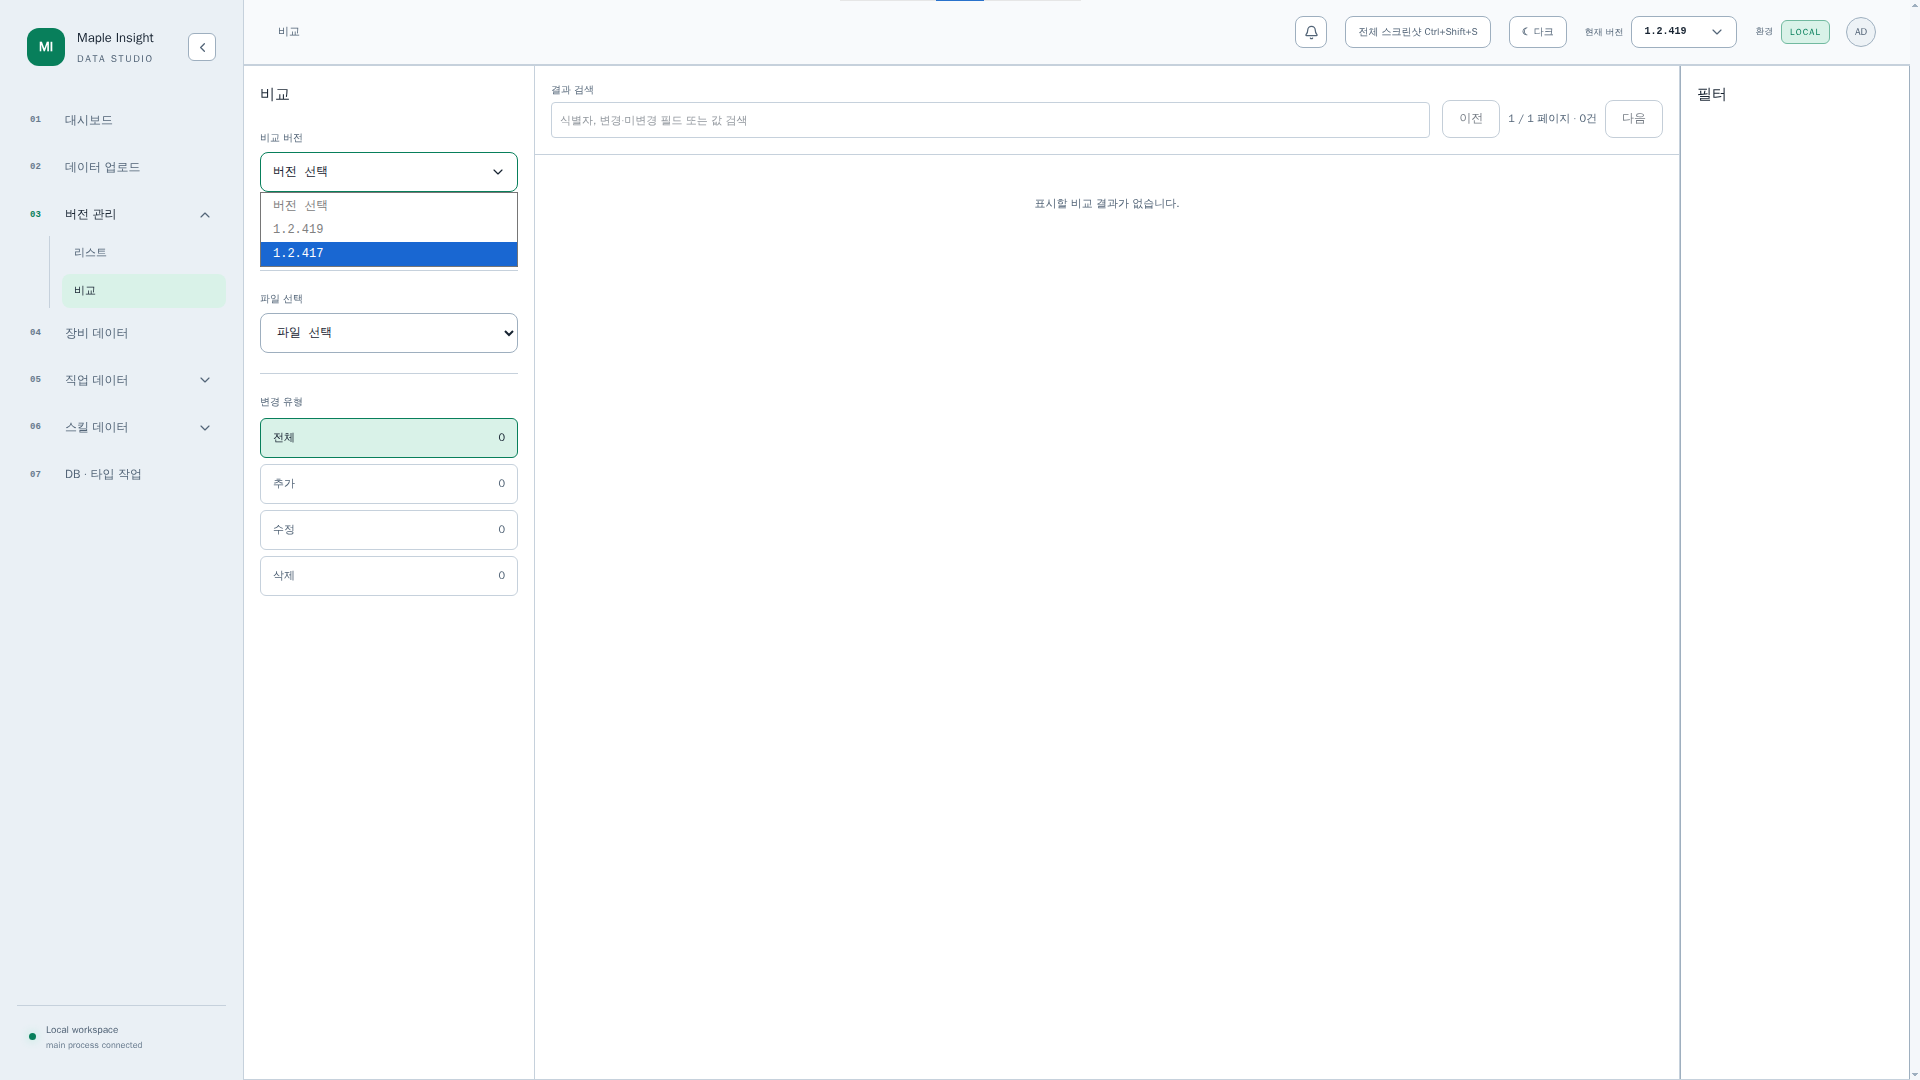 MI
Maple Insight
DATA STUDIO
01 대시보드
02 데이터 업로드
03 버전 관리
리스트
비교
04 장비 데이터
05 직업 데이터
06 스킬 데이터
07 DB · 타입 작업
Local workspace
main process connected
비교
전체 스크린샷 Ctrl+Shift+S
☾ 다크
현재 버전
1.2.419
환경
LOCAL
AD
비교
비교 버전
버전 선택
버전 선택
1.2.419
1.2.417
파일 선택
파일 선택
변경 유형
전체 0
추가 0
수정 0
삭제 0
결과 검색
식별자, 변경·미변경 필드 또는 값 검색
이전
1 / 1 페이지 · 0건
다음
표시할 비교 결과가 없습니다.
필터